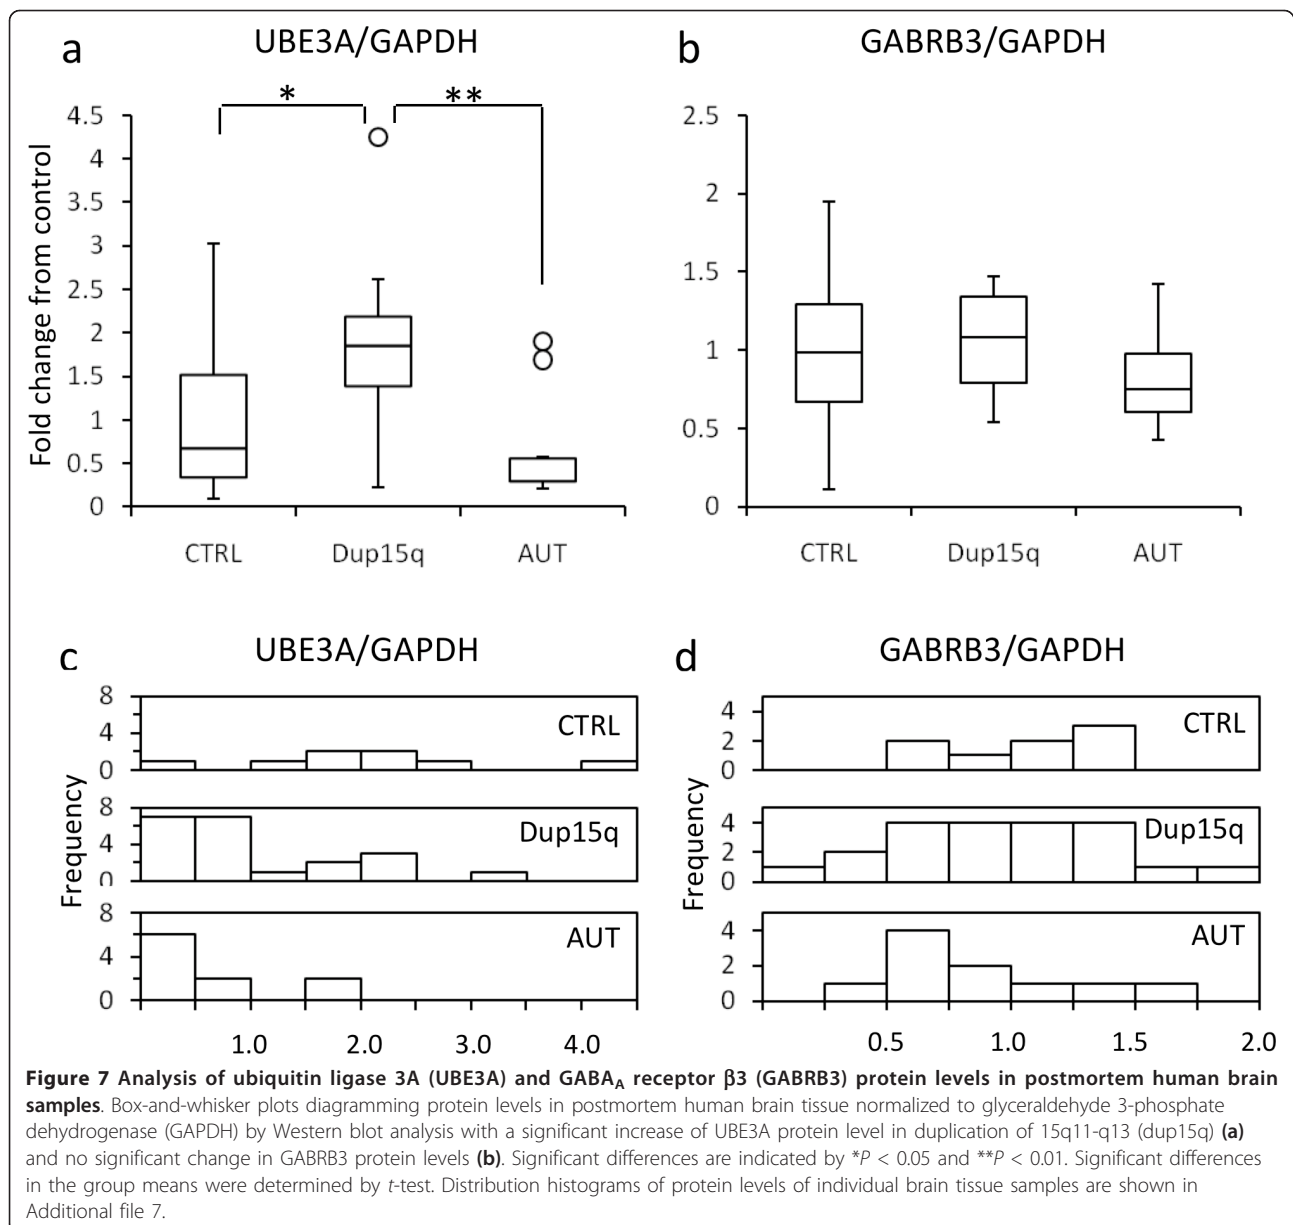 a
UBE3A/GAPDH
*
**
Fold change from control
4.5
4
3.5
3
2.5
2
1.5
1
0.5
0
CTRL Dup15q AUT
b
GABRB3/GAPDH
2.5
2
1.5
1
0.5
0
CTRL Dup15q AUT
c
UBE3A/GAPDH
Frequency
8
4
0
CTRL
8
4
0
Dup15q
8
4
0
AUT
1.0 2.0 3.0 4.0
d
GABRB3/GAPDH
Frequency
4
2
0
CTRL
4
2
0
Dup15q
4
2
0
AUT
0.5 1.0 1.5 2.0
Figure 7 Analysis of ubiquitin ligase 3A (UBE3A) and GABAA receptor β3 (GABRB3) protein levels in postmortem human brain
samples. Box-and-whisker plots diagramming protein levels in postmortem human brain tissue normalized to glyceraldehyde 3-phosphate
dehydrogenase (GAPDH) by Western blot analysis with a significant increase of UBE3A protein level in duplication of 15q11-q13 (dup15q) (a)
and no significant change in GABRB3 protein levels (b). Significant differences are indicated by *P < 0.05 and **P < 0.01. Significant differences
in the group means were determined by t-test. Distribution histograms of protein levels of individual brain tissue samples are shown in
Additional file 7.